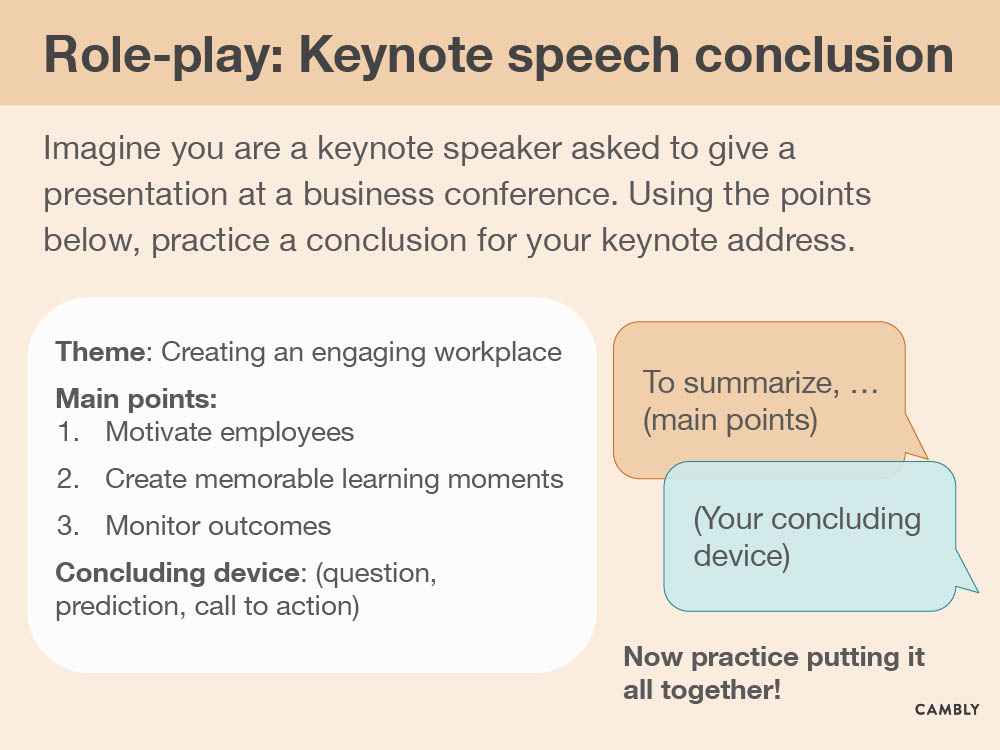 Role-play: Keynote speech conclusion
Imagine you are a keynote speaker asked to give a
presentation at a business conference. Using the points
below, practice a conclusion for your keynote address.
Theme: Creating an engaging workplace
Main points:
1. Motivate employees
2. Create memorable learning moments
3. Monitor outcomes
Concluding device: (question,
prediction, call to action)
To summarize, …
(main points)
(Your concluding
device)
Now practice putting it
all together!
CAMBLY